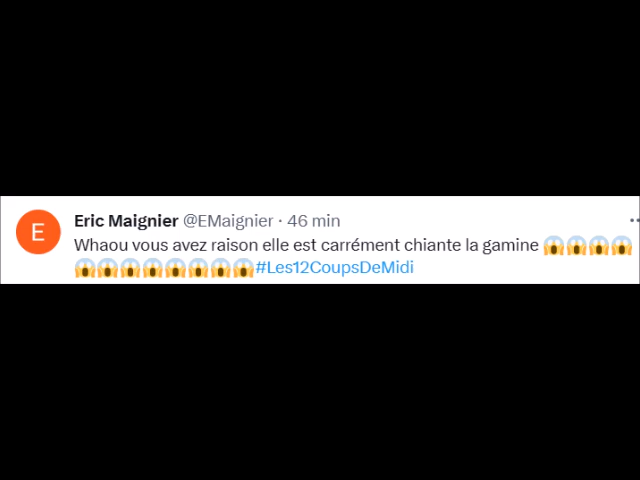 E
Eric Maignier @EMaignier · 46 min
Whaou vous avez raison elle est carrément chiante la gamine 😱😱😱😱
😱😱😱😱😱😱😱😱#Les12CoupsDeMidi